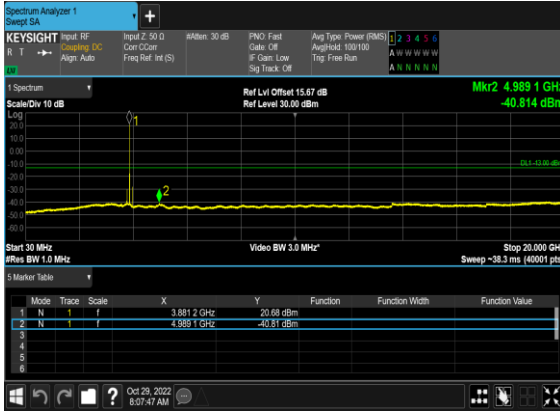 Spectrum Analyzer 1
Swept SA
+
KEYSIGHT Input: RF Input Z: 50 Ω #Atten: 30 dB PNO: Fast Avg Type: Power (RMS) 1 2 3 4 5 6
R T Coupling: DC Corr CCorr Gate: Off Avg|Hold: 100/100 A W W W W W
Align: Auto Freq Ref: Int (S) IF Gain: Low Trig: Free Run A N N N N N
Sig Track: Off
1 Spectrum Ref Lvl Offset 15.67 dB Mkr2 4.989 1 GHz
Scale/Div 10 dB Ref Level 30.00 dBm -40.814 dBm
Log
20.0
10.0
0.00
-10.0
-20.0
-30.0
-40.0
-50.0
-60.0
1
DL1 -13.00 dBm
2
Start 30 MHz Video BW 3.0 MHz* Stop 20.000 GHz
#Res BW 1.0 MHz Sweep ~38.3 ms (40001 pts)
5 Marker Table
Mode Trace Scale X Y Function Function Width Function Value
1 N 1 f 3.881 2 GHz 20.68 dBm
2 N 1 f 4.989 1 GHz -40.81 dBm
3
4
5
6
? Oct 29, 2022
8:07:47 AM